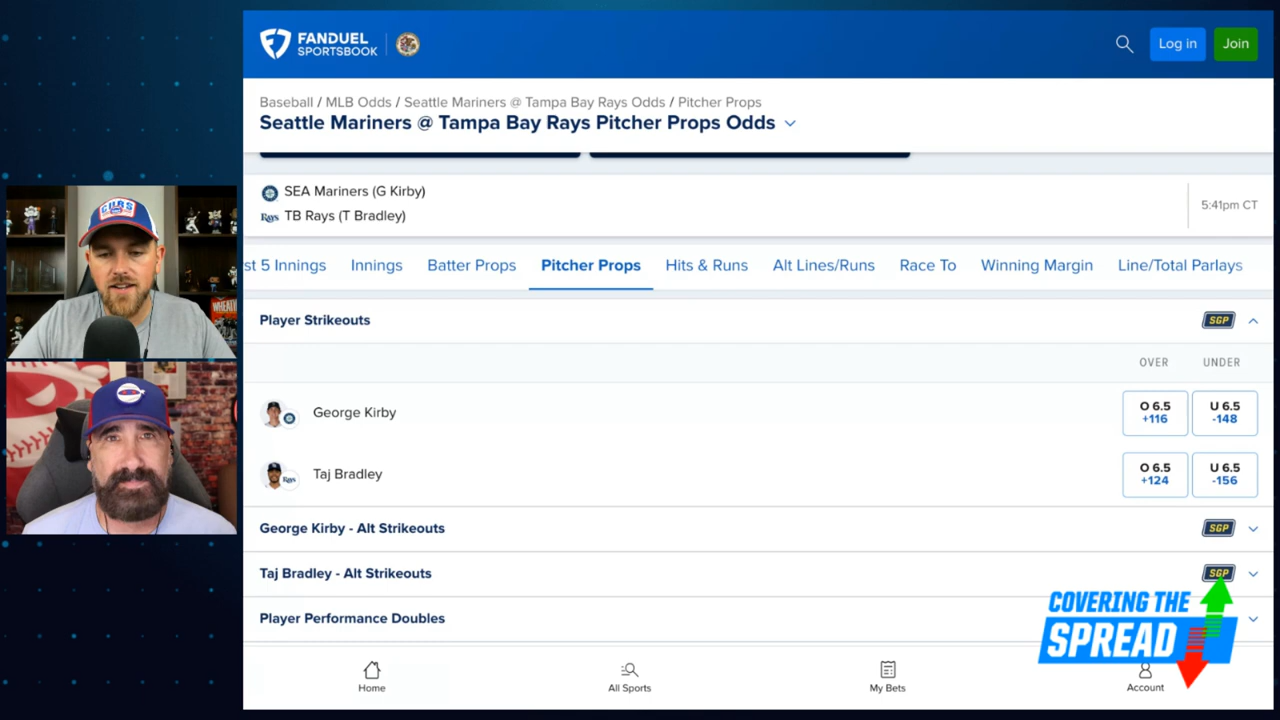 FANDUEL
SPORTSBOOK
Log in
Join
Baseball / MLB Odds / Seattle Mariners @ Tampa Bay Rays Odds / Pitcher Props
Seattle Mariners @ Tampa Bay Rays Pitcher Props Odds
SEA Mariners (G Kirby)
Rays TB Rays (T Bradley)
5:41pm CT
st 5 Innings Innings Batter Props Pitcher Props Hits & Runs Alt Lines/Runs Race To Winning Margin Line/Total Parlays
Player Strikeouts SGP
OVER UNDER
George Kirby
O 6.5 U 6.5
+116 -148
Rays Taj Bradley
O 6.5 U 6.5
+124 -156
George Kirby - Alt Strikeouts SGP
Taj Bradley - Alt Strikeouts SGP
Player Performance Doubles
COVERING THE
SPREAD
Home All Sports My Bets Account
CUBS
WHEATIES